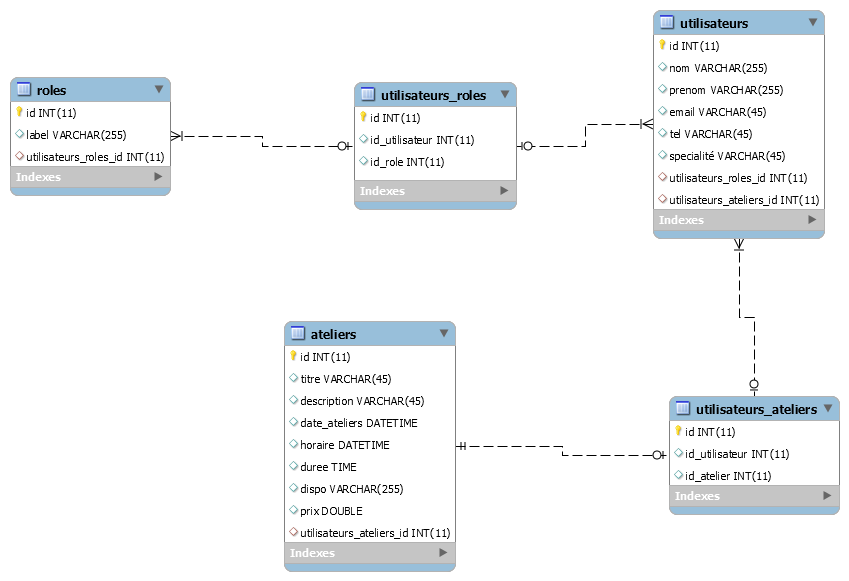 roles
id INT(11)
label VARCHAR(255)
utilisateurs_roles_id INT(11)
Indexes
utilisateurs_roles
id INT(11)
id_utilisateur INT(11)
id_role INT(11)
Indexes
utilisateurs
id INT(11)
nom VARCHAR(255)
prenom VARCHAR(255)
email VARCHAR(45)
tel VARCHAR(45)
specialité VARCHAR(45)
utilisateurs_roles_id INT(11)
utilisateurs_ateliers_id INT(11)
Indexes
ateliers
id INT(11)
titre VARCHAR(45)
description VARCHAR(45)
date_ateliers DATETIME
horaire DATETIME
duree TIME
dispo VARCHAR(255)
prix DOUBLE
utilisateurs_ateliers_id INT(11)
Indexes
utilisateurs_ateliers
id INT(11)
id_utilisateur INT(11)
id_atelier INT(11)
Indexes